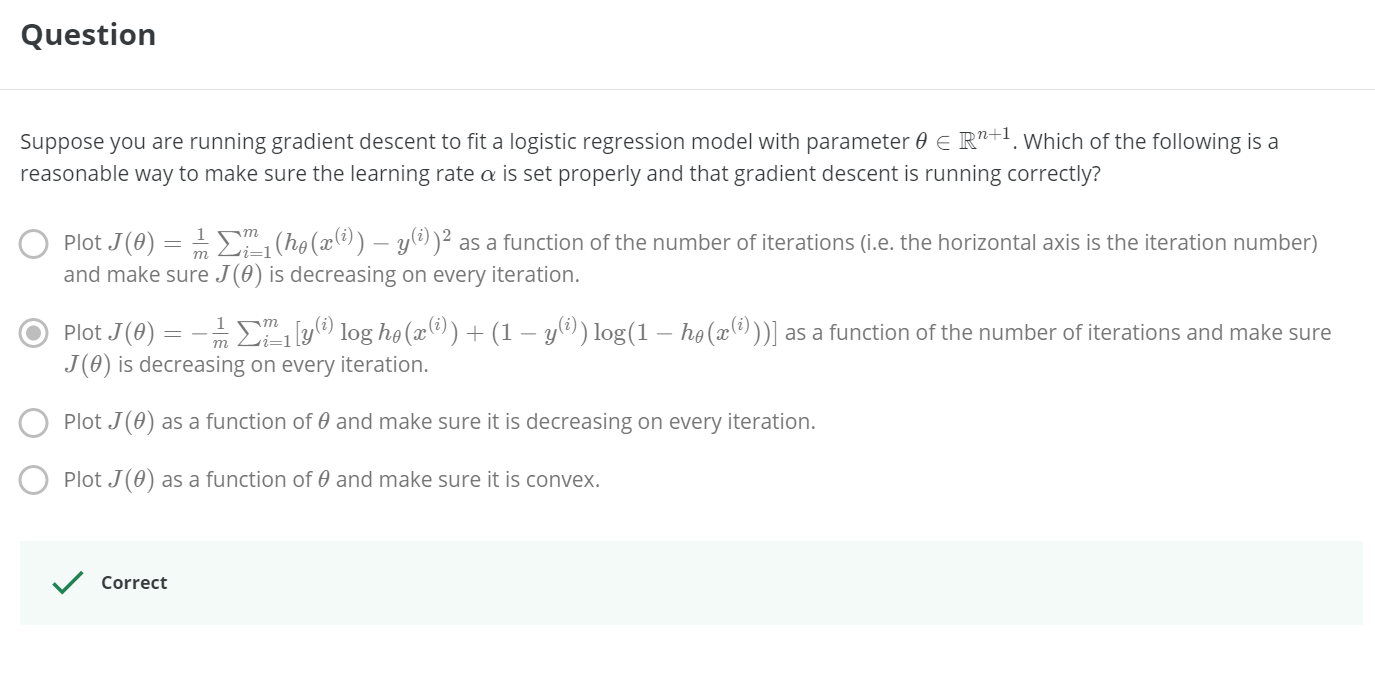 Question
Suppose you are running gradient descent to fit a logistic regression model with parameter θ ∈ ℝⁿ⁺¹. Which of the following is a
reasonable way to make sure the learning rate α is set properly and that gradient descent is running correctly?
Plot J(θ) = 1/m ∑ᵢ₌₁ᵐ (h_θ(x⁽ⁱ⁾) − y⁽ⁱ⁾)² as a function of the number of iterations (i.e. the horizontal axis is the iteration number)
and make sure J(θ) is decreasing on every iteration.
Plot J(θ) = −1/m ∑ᵢ₌₁ᵐ [y⁽ⁱ⁾ log h_θ(x⁽ⁱ⁾) + (1 − y⁽ⁱ⁾) log(1 − h_θ(x⁽ⁱ⁾))] as a function of the number of iterations and make sure
J(θ) is decreasing on every iteration.
Plot J(θ) as a function of θ and make sure it is decreasing on every iteration.
Plot J(θ) as a function of θ and make sure it is convex.
Correct